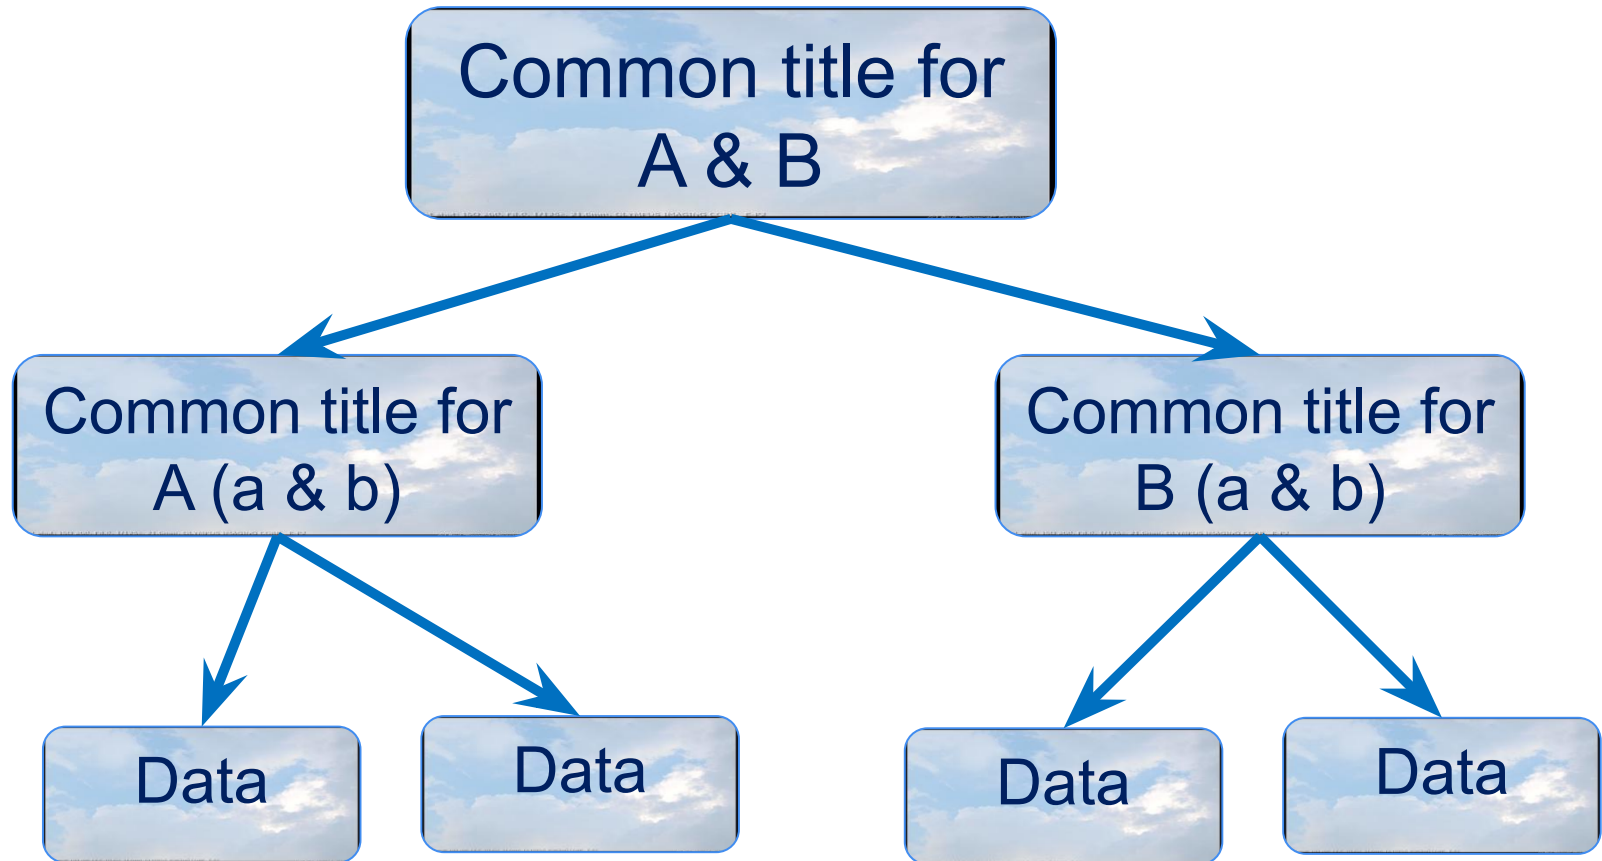 Common title for
A & B
Common title for
A (a & b)
Common title for
B (a & b)
Data
Data
Data
Data